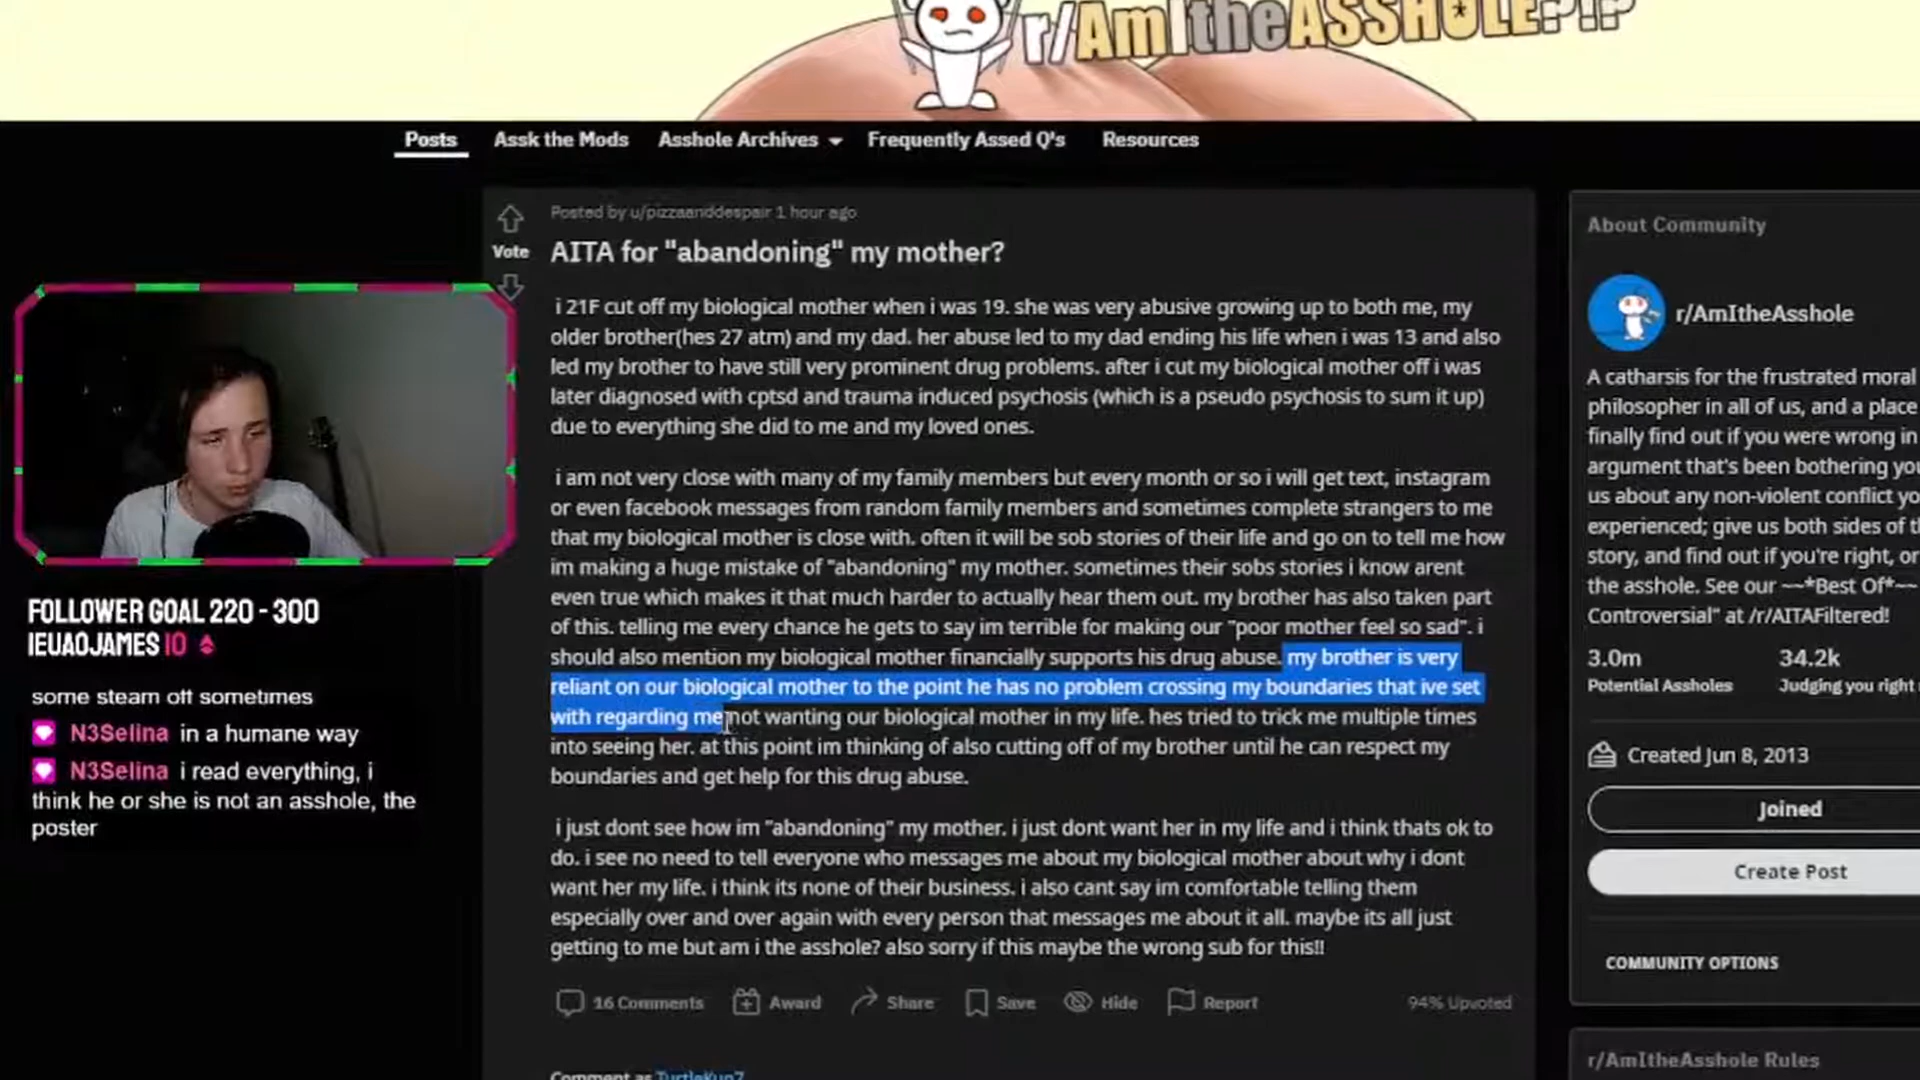 r/AmItheASSHOLE?!?
Posts
Assk the Mods
Asshole Archives
Frequently Assed Q's
Resources
Posted by u/pizzaanddespair 1 hour ago
Vote
AITA for "abandoning" my mother?
i 21F cut off my biological mother when i was 19. she was very abusive growing up to both me, my
older brother(hes 27 atm) and my dad. her abuse led to my dad ending his life when i was 13 and also
led my brother to have still very prominent drug problems. after i cut my biological mother off i was
later diagnosed with cptsd and trauma induced psychosis (which is a pseudo psychosis to sum it up)
due to everything she did to me and my loved ones.
i am not very close with many of my family members but every month or so i will get text, instagram
or even facebook messages from random family members and sometimes complete strangers to me
that my biological mother is close with. often it will be sob stories of their life and go on to tell me how
im making a huge mistake of "abandoning" my mother. sometimes their sobs stories i know arent
even true which makes it that much harder to actually hear them out. my brother has also taken part
of this. telling me every chance he gets to say im terrible for making our "poor mother feel so sad". i
should also mention my biological mother financially supports his drug abuse. my brother is very
reliant on our biological mother to the point he has no problem crossing my boundaries that ive set
with regarding me not wanting our biological mother in my life. hes tried to trick me multiple times
into seeing her. at this point im thinking of also cutting off of my brother until he can respect my
boundaries and get help for this drug abuse.
i just dont see how im "abandoning" my mother. i just dont want her in my life and i think thats ok to
do. i see no need to tell everyone who messages me about my biological mother about why i dont
want her my life. i think its none of their business. i also cant say im comfortable telling them
especially over and over again with every person that messages me about it all. maybe its all just
getting to me but am i the asshole? also sorry if this maybe the wrong sub for this!!
16 Comments
Award
Share
Save
Hide
Report
94% Upvoted
Comment as TurtleKun7
FOLLOWER GOAL 220 - 300
IEUAOJAMES 10
some steam off sometimes
N3Selina in a humane way
N3Selina i read everything, i
think he or she is not an asshole, the
poster
About Community
r/AmItheAsshole
A catharsis for the frustrated moral
philosopher in all of us, and a place
finally find out if you were wrong in
argument that's been bothering you
us about any non-violent conflict yo
experienced; give us both sides of th
story, and find out if you're right, or
the asshole. See our ~~*Best Of*~~
Controversial" at /r/AITAFiltered!
3.0m
Potential Assholes
34.2k
Judging you right
Created Jun 8, 2013
Joined
Create Post
COMMUNITY OPTIONS
r/AmItheAsshole Rules